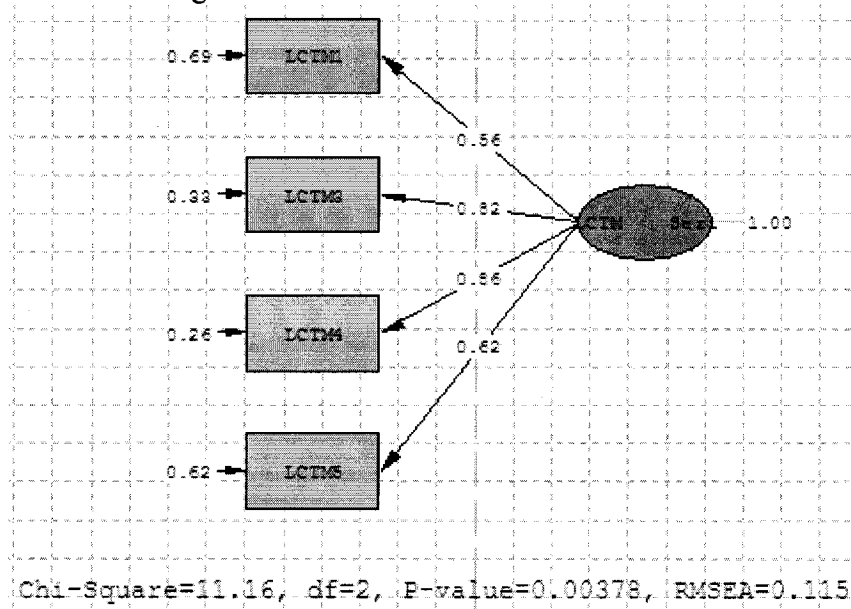 0.69
LCTM1
0.56
0.33
LCTM3
0.82
1.00
0.86
0.26
LCTM4
0.62
0.62
LCTM5
Chi-Square=11.16, df=2, P-value=0.00378, RMSEA=0.115